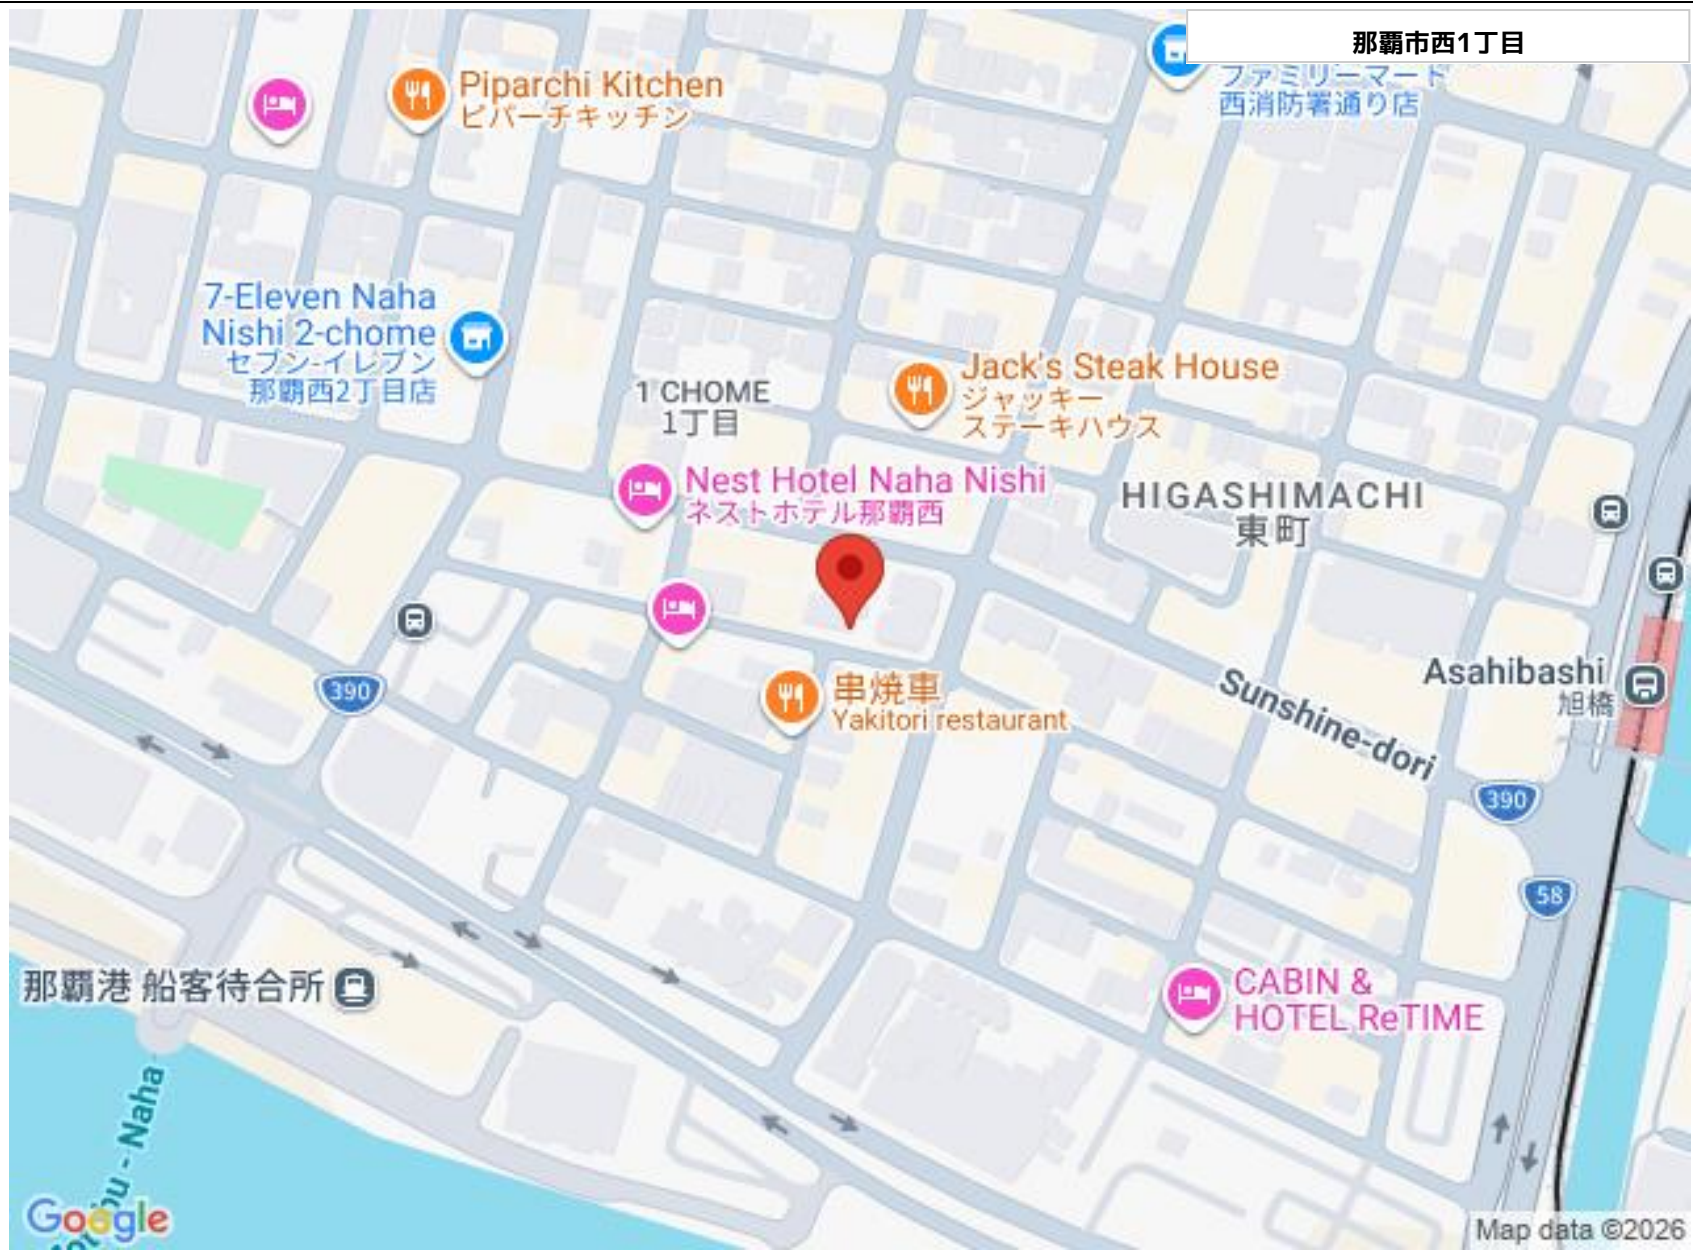 那覇市西1丁目
Piparchi Kitchen
ピパーチキッチン
ファミリーマート
西消防署通り店
7-Eleven Naha
Nishi 2-chome
セブン-イレブン
那覇西2丁目店
1 CHOME
1丁目
Jack's Steak House
ジャッキー
ステーキハウス
Nest Hotel Naha Nishi
ネストホテル那覇西
HIGASHIMACHI
東町
Asahibashi
旭橋
串焼車
Yakitori restaurant
Sunshine-dori
390
390
58
那覇港 船客待合所
CABIN &
HOTEL ReTIME
bu - Naha
Google
Map data ©2026